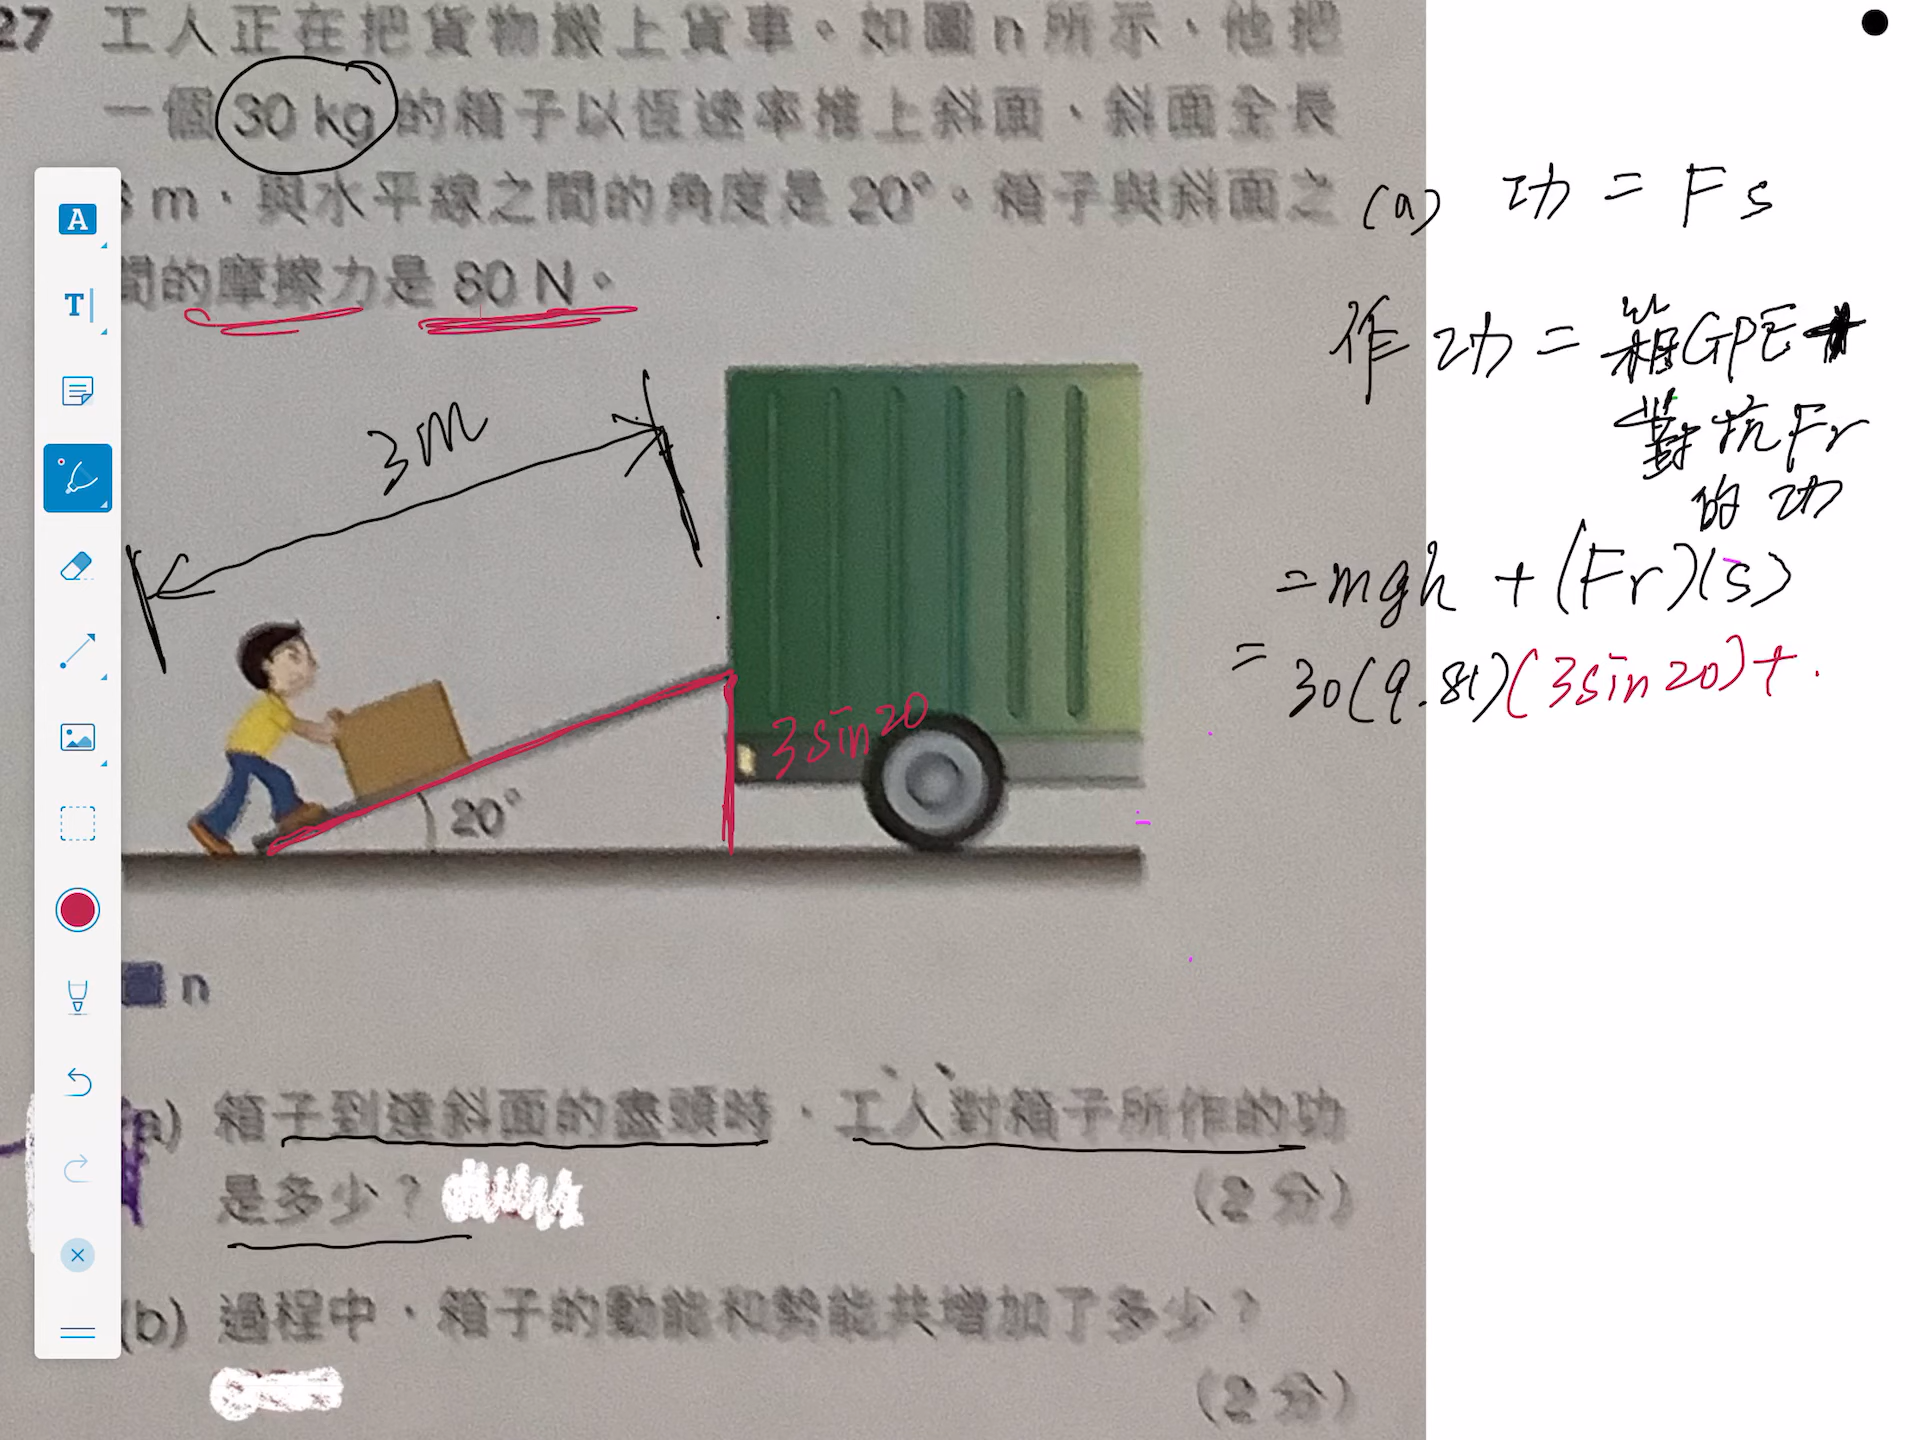 27 工人正在把貨物搬上貨車。如圖 n 所示，他把
一個 30 kg 的箱子以恆速率推上斜面，斜面全長
m，與水平線之間的角度是 20°。箱子與斜面之
間的摩擦力是 80 N。
3m
20°
3sin20
n
(a) 箱子到達斜面的盡頭時，工人對箱子所作的功
是多少？
(2 分)
(b) 過程中，箱子的動能和勢能共增加了多少？
(2 分)
(a) 功 = Fs
作功 = 箱GPE +
對抗Fr
的功
= mgh + (Fr)(s)
= 30(9.81)(3sin20)+
A
T